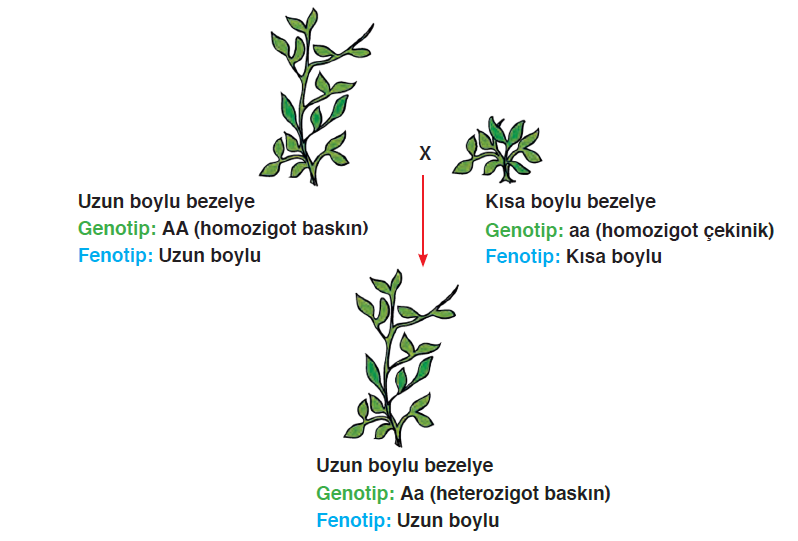 X
Uzun boylu bezelye
Genotip: AA (homozigot baskın)
Fenotip: Uzun boylu
Kısa boylu bezelye
Genotip: aa (homozigot çekinik)
Fenotip: Kısa boylu
Uzun boylu bezelye
Genotip: Aa (heterozigot baskın)
Fenotip: Uzun boylu